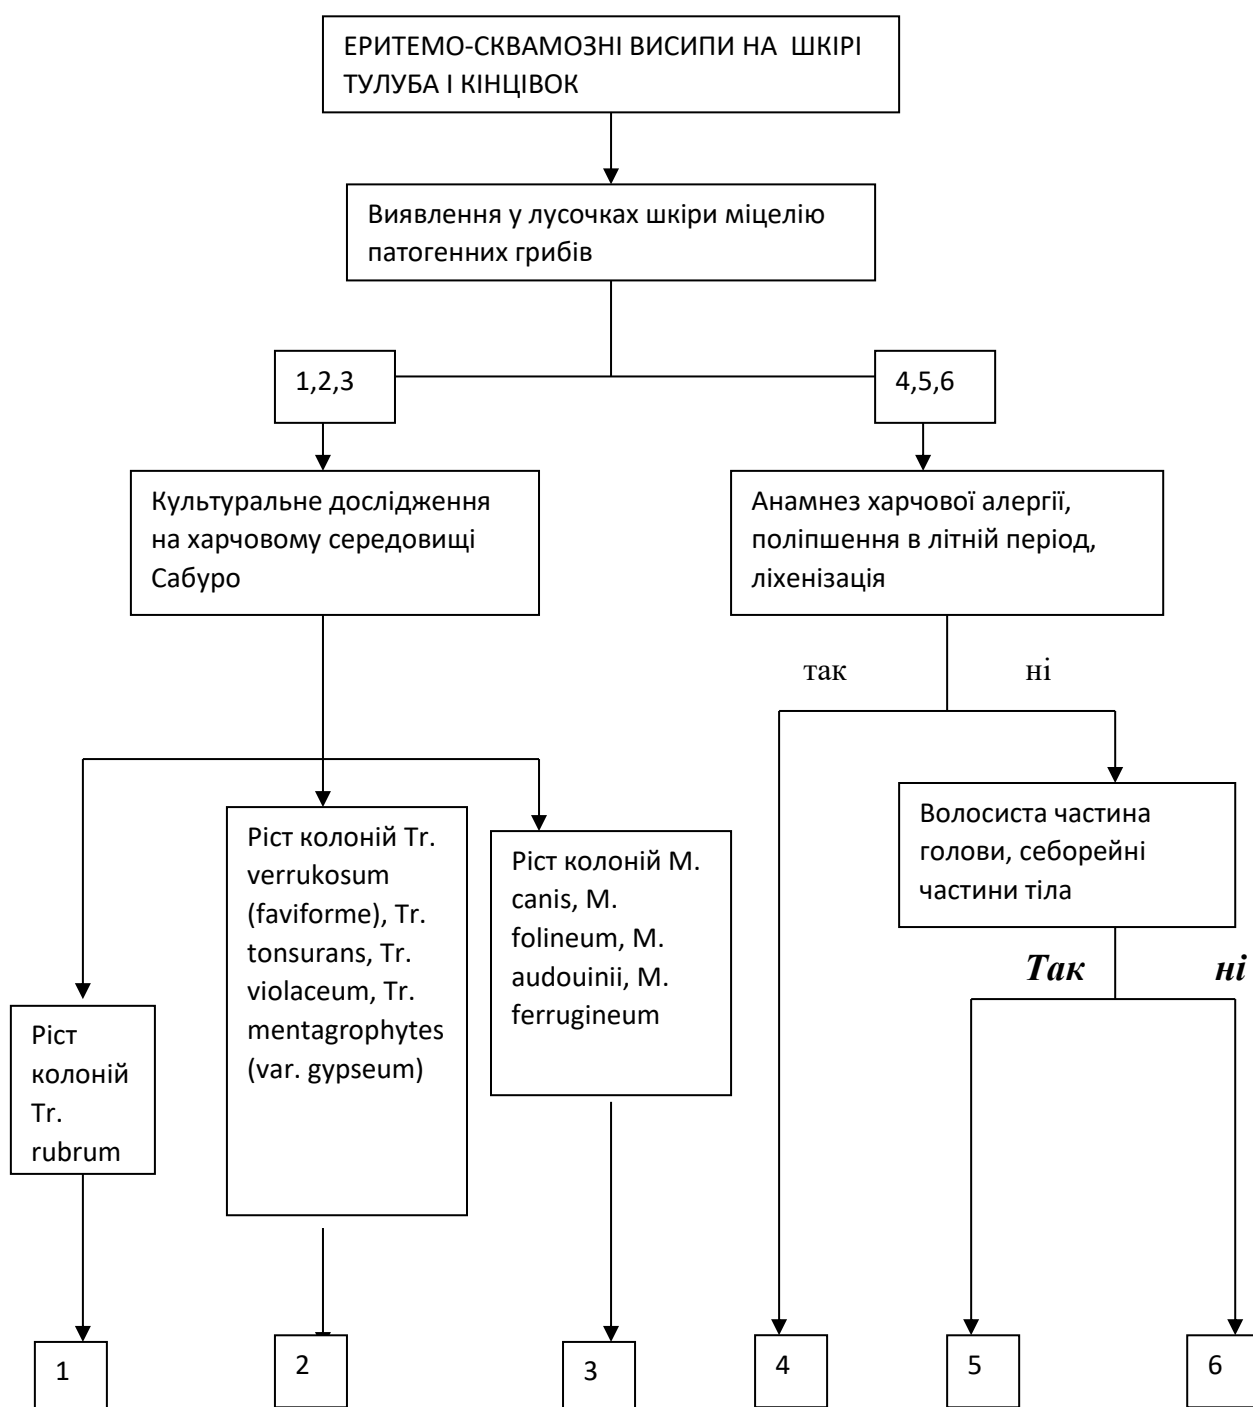 ЕРИТЕМО-СКВАМОЗНІ ВИСИПИ НА ШКІРІ
ТУЛУБА І КІНЦІВОК
Виявлення у лусочках шкіри міцелію
патогенних грибів
1,2,3
4,5,6
Культуральне дослідження
на харчовому середовищі
Сабуро
Анамнез харчової алергії,
поліпшення в літній період,
ліхенізація
так
ні
Ріст
колоній
Tr.
rubrum
Ріст колоній Tr.
verrukosum
(faviforme), Tr.
tonsurans, Tr.
violaceum, Tr.
mentagrophytes
(var. gypseum)
Ріст колоній M.
canis, M.
folineum, M.
audouinii, M.
ferrugineum
Волосиста частина
голови, себорейні
частини тіла
Так
ні
1
2
3
4
5
6